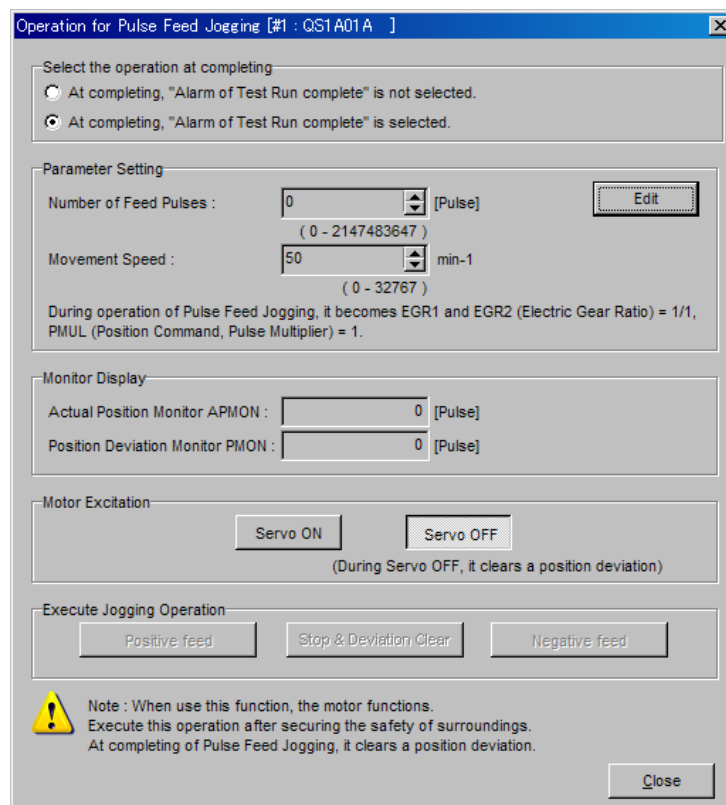 Operation for Pulse Feed Jogging [#1 : QS1A01A ]
Select the operation at completing
At completing, "Alarm of Test Run complete" is not selected.
At completing, "Alarm of Test Run complete" is selected.
Parameter Setting
Number of Feed Pulses : 0 [Pulse] Edit
( 0 - 2147483647 )
Movement Speed : 50 min-1
( 0 - 32767 )
During operation of Pulse Feed Jogging, it becomes EGR1 and EGR2 (Electric Gear Ratio) = 1/1,
PMUL (Position Command, Pulse Multiplier) = 1.
Monitor Display
Actual Position Monitor APMON : 0 [Pulse]
Position Deviation Monitor PMON : 0 [Pulse]
Motor Excitation
Servo ON Servo OFF
(During Servo OFF, it clears a position deviation)
Execute Jogging Operation
Positive feed Stop & Deviation Clear Negative feed
Note : When use this function, the motor functions.
Execute this operation after securing the safety of surroundings.
At completing of Pulse Feed Jogging, it clears a position deviation.
Close